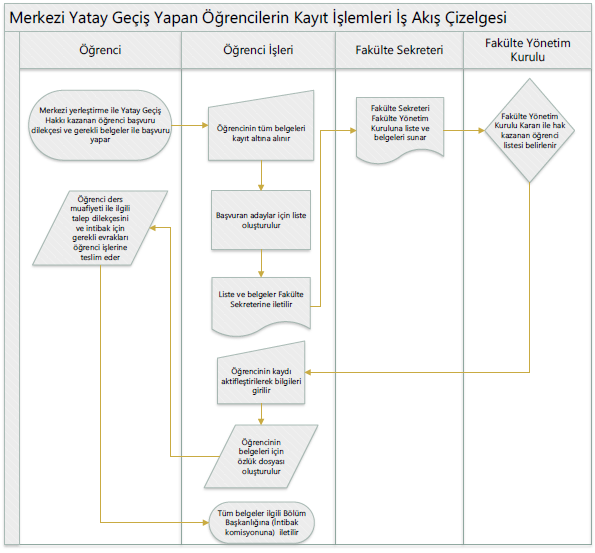 Merkezi Yatay Geçiş Yapan Öğrencilerin Kayıt İşlemleri İş Akış Çizelgesi
Öğrenci
Öğrenci İşleri
Fakülte Sekreteri
Fakülte Yönetim
Kurulu
Merkezi yerleştirme ile Yatay Geçiş
Hakkı kazanan öğrenci başvuru
dilekçesi ve gerekli belgeler ile başvuru
yapar
Öğrencinin tüm belgeleri
kayıt altına alınır
Fakülte Sekreteri
Fakülte Yönetim
Kuruluna liste ve
belgeleri sunar
Fakülte Yönetim
Kurulu Kararı ile hak
kazanan öğrenci
listesi belirlenir
Başvuran adaylar için liste
oluşturulur
Liste ve belgeler Fakülte
Sekreterine iletilir
Öğrencinin kaydı
aktifleştirilerek bilgileri
girilir
Öğrencinin
belgeleri için
özlük dosyası
oluşturulur
Öğrenci ders
muafiyeti ile ilgili
talep dilekçesini
ve intibak için
gerekli evrakları
öğrenci işlerine
teslim eder
Tüm belgeler ilgili Bölüm
Başkanlığına (İntibak
komisyonuna) iletilir